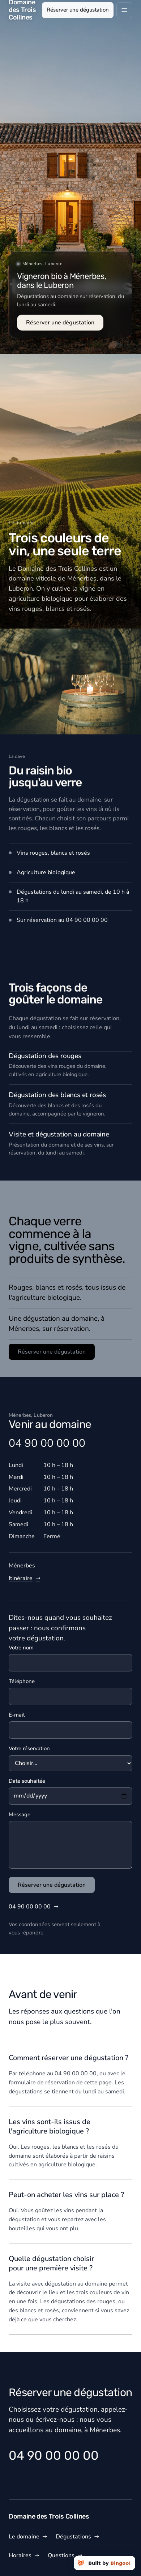 Domaine
des Trois
Collines
Réserver une dégustation
Ménerbes, Luberon
Vigneron bio à Ménerbes,
dans le Luberon
Dégustations au domaine sur réservation, du
lundi au samedi.
Réserver une dégustation
Trois couleurs de
vin, une seule terre
Le Domaine des Trois Collines est un
domaine viticole de Ménerbes, dans le
Luberon. On y cultive la vigne en
agriculture biologique pour élaborer des
vins rouges, blancs et rosés.
La cave
Du raisin bio
jusqu'au verre
La dégustation se fait au domaine, sur
réservation, pour goûter les vins là où ils
sont nés. Chacun choisit son parcours parmi
les rouges, les blancs et les rosés.
Vins rouges, blancs et rosés
Agriculture biologique
Dégustations du lundi au samedi, de 10 h à
18 h
Sur réservation au 04 90 00 00 00
Trois façons de
goûter le domaine
Chaque dégustation se fait sur réservation,
du lundi au samedi : choisissez celle qui
vous ressemble.
Dégustation des rouges
Découverte des vins rouges du domaine,
cultivés en agriculture biologique.
Dégustation des blancs et rosés
Découverte des blancs et des rosés du
domaine, accompagnée par le vigneron.
Visite et dégustation au domaine
Présentation du domaine et de ses vins, sur
réservation, du lundi au samedi.
Chaque verre
commence à la
vigne, cultivée sans
produits de synthèse.
Rouges, blancs et rosés, tous issus de
l'agriculture biologique.
Une dégustation au domaine, à
Ménerbes, sur réservation.
Réserver une dégustation
Ménerbes, Luberon
Venir au domaine
04 90 00 00 00
Lundi 10 h – 18 h
Mardi 10 h – 18 h
Mercredi 10 h – 18 h
Jeudi 10 h – 18 h
Vendredi 10 h – 18 h
Samedi 10 h – 18 h
Dimanche Fermé
Ménerbes
Itinéraire →
Dites-nous quand vous souhaitez
passer : nous confirmons
votre dégustation.
Votre nom
Téléphone
E-mail
Votre réservation
Choisir...
Date souhaitée
mm/dd/yyyy
Message
Réserver une dégustation
04 90 00 00 00 →
Vos coordonnées servent seulement à
vous répondre.
Avant de venir
Les réponses aux questions que l'on
nous pose le plus souvent.
Comment réserver une dégustation ?
Par téléphone au 04 90 00 00 00, ou avec le
formulaire de réservation de cette page. Les
dégustations se tiennent du lundi au samedi.
Les vins sont-ils issus de
l'agriculture biologique ?
Oui. Les rouges, les blancs et les rosés du
domaine sont élaborés à partir de raisins
cultivés en agriculture biologique.
Peut-on acheter les vins sur place ?
Oui. Vous goûtez les vins pendant la
dégustation et vous repartez avec les
bouteilles qui vous ont plu.
Quelle dégustation choisir
pour une première visite ?
La visite avec dégustation au domaine permet
de découvrir le lieu et les trois couleurs de vin
en une fois. Les dégustations des rouges, ou
des blancs et rosés, conviennent si vous savez
déjà ce que vous cherchez.
Réserver une dégustation
Choisissez votre dégustation, appelez-
nous ou écrivez-nous : nous vous
accueillons au domaine, à Ménerbes.
04 90 00 00 00
Domaine des Trois Collines
Le domaine → Dégustations →
Horaires → Questions
Built by Bingoo!